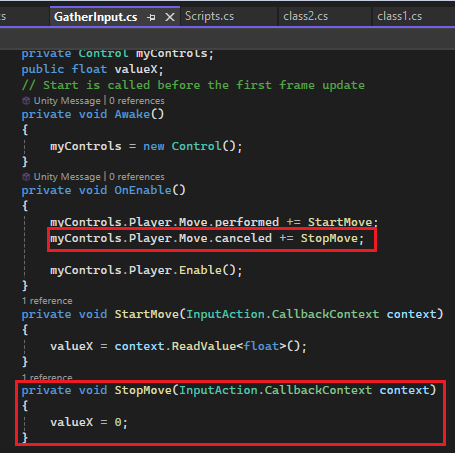 cs
GatherInput.cs
Scripts.cs
class2.cs
class1.cs
private Control myControls;
public float valueX;
// Start is called before the first frame update
Unity Message | 0 references
private void Awake()
{
myControls = new Control();
}
Unity Message | 0 references
private void OnEnable()
{
myControls.Player.Move.performed += StartMove;
myControls.Player.Move.canceled += StopMove;
myControls.Player.Enable();
}
1 reference
private void StartMove(InputAction.CallbackContext context)
{
valueX = context.ReadValue<float>();
}
1 reference
private void StopMove(InputAction.CallbackContext context)
{
valueX = 0;
}